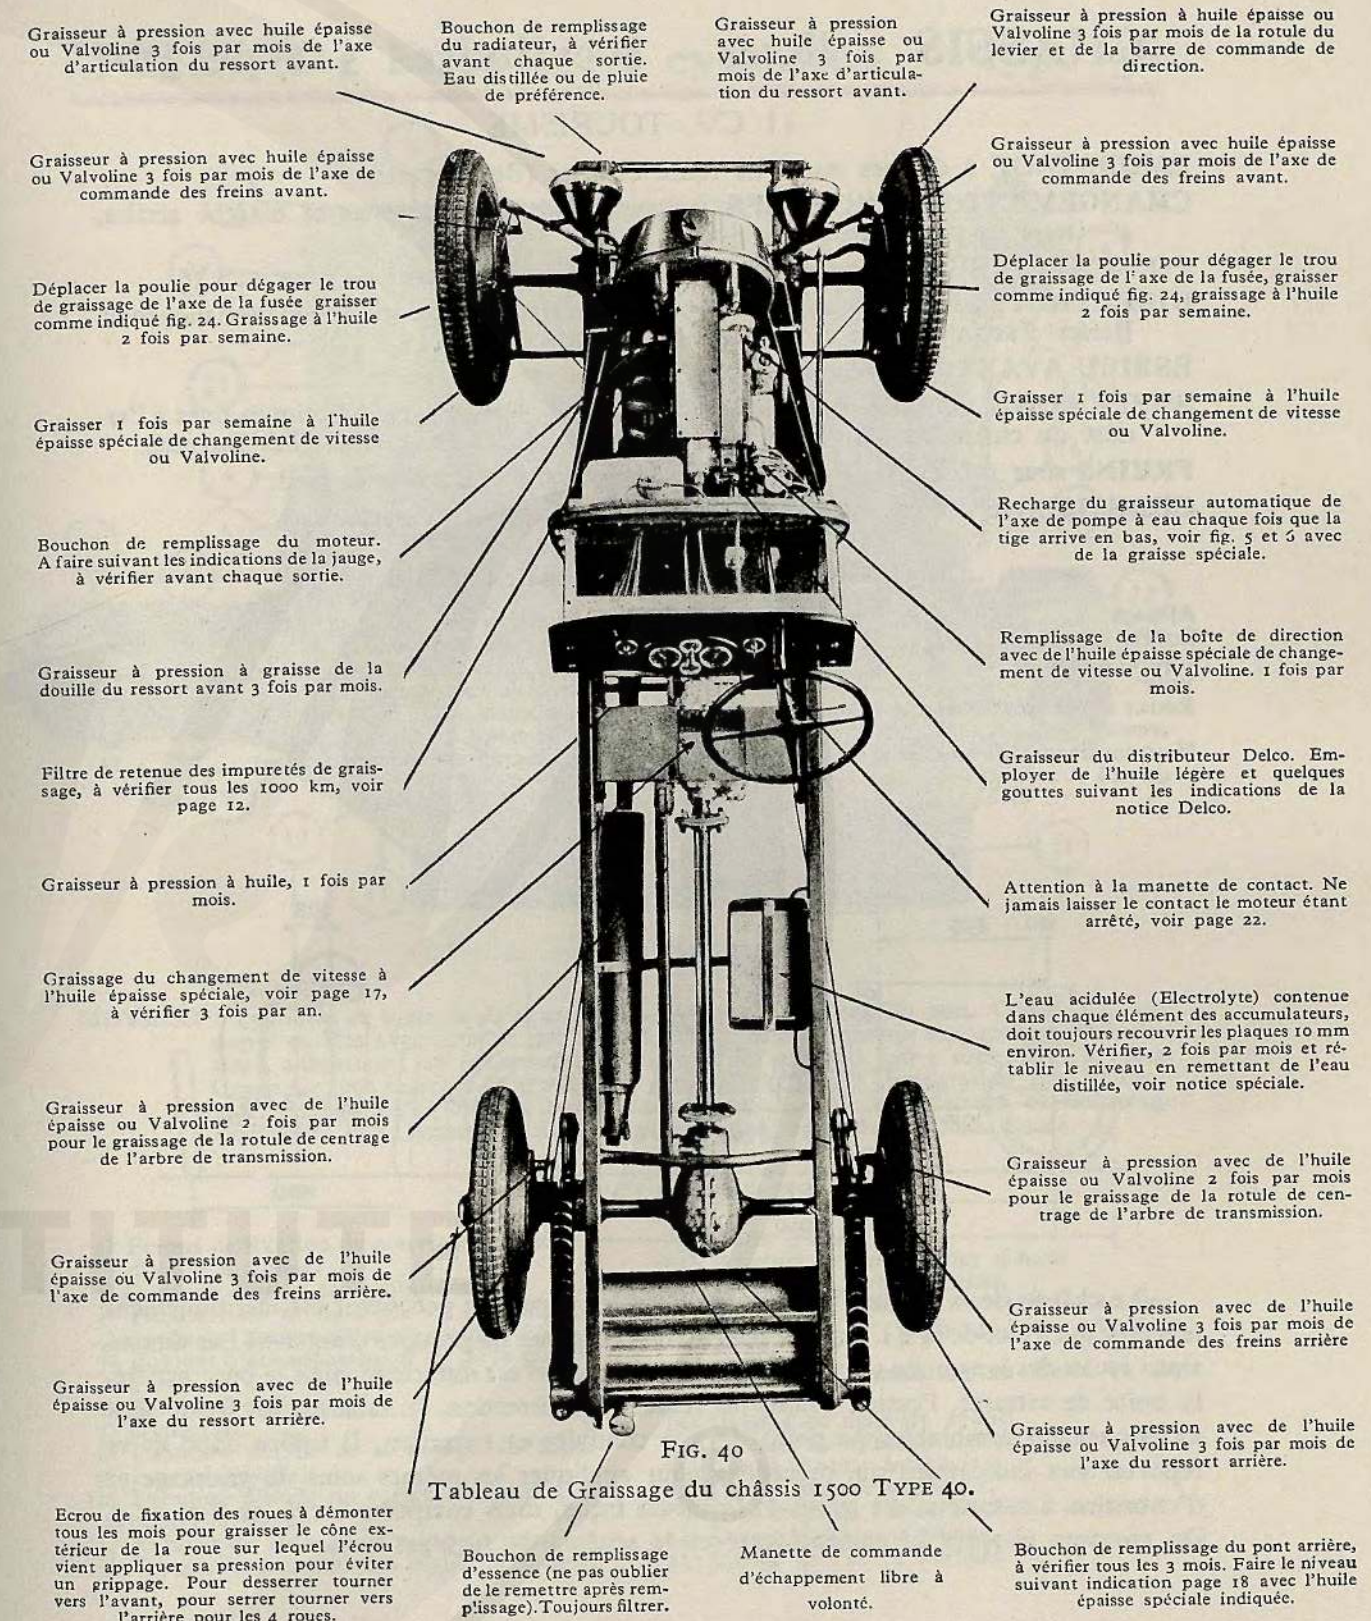 Graisseur à pression avec huile épaisse
ou Valvoline 3 fois par mois de l'axe
d'articulation du ressort avant.
Bouchon de remplissage
du radiateur, à vérifier
avant chaque sortie.
Eau distillée ou de pluie
de préférence.
Graisseur à pression
avec huile épaisse ou
Valvoline 3 fois par
mois de l'axe d'articula-
tion du ressort avant.
Graisseur à pression à huile épaisse ou
Valvoline 3 fois par mois de la rotule du
levier et de la barre de commande de
direction.
Graisseur à pression avec huile épaisse
ou Valvoline 3 fois par mois de l'axe de
commande des freins avant.
Graisseur à pression avec huile épaisse
ou Valvoline 3 fois par mois de l'axe de
commande des freins avant.
Déplacer la poulie pour dégager le trou
de graissage de l'axe de la fusée graisser
comme indiqué fig. 24. Graissage à l'huile
2 fois par semaine.
Déplacer la poulie pour dégager le trou
de graissage de l'axe de la fusée, graisser
comme indiqué fig. 24, graissage à l'huile
2 fois par semaine.
Graisser 1 fois par semaine à l'huile
épaisse spéciale de changement de vitesse
ou Valvoline.
Graisser 1 fois par semaine à l'huile
épaisse spéciale de changement de vitesse
ou Valvoline.
Bouchon de remplissage du moteur.
A faire suivant les indications de la jauge,
à vérifier avant chaque sortie.
Recharge du graisseur automatique de
l'axe de pompe à eau chaque fois que la
tige arrive en bas, voir fig. 5 et avec
de la graisse spéciale.
Graisseur à pression à graisse de la
douille du ressort avant 3 fois par mois.
Remplissage de la boîte de direction
avec de l'huile épaisse spéciale de change-
ment de vitesse ou Valvoline. 1 fois par
mois.
Filtre de retenue des impuretés de grais-
sage, à vérifier tous les 1000 km, voir
page 12.
Graisseur du distributeur Delco. Em-
ployer de l'huile légère et quelques
gouttes suivant les indications de la
notice Delco.
Graisseur à pression à huile, 1 fois par
mois.
Attention à la manette de contact. Ne
jamais laisser le contact le moteur étant
arrêté, voir page 22.
Graissage du changement de vitesse à
l'huile épaisse spéciale, voir page 17,
à vérifier 3 fois par an.
L'eau acidulée (Electrolyte) contenue
dans chaque élément des accumulateurs,
doit toujours recouvrir les plaques 10 mm
environ. Vérifier, 2 fois par mois et ré-
tablir le niveau en remettant de l'eau
distillée, voir notice spéciale.
Graisseur à pression avec de l'huile
épaisse ou Valvoline 2 fois par mois
pour le graissage de la rotule de centrage
de l'arbre de transmission.
Graisseur à pression avec de l'huile
épaisse ou Valvoline 2 fois par mois
pour le graissage de la rotule de cen-
trage de l'arbre de transmission.
Graisseur à pression avec de l'huile
épaisse ou Valvoline 3 fois par mois de
l'axe de commande des freins arrière.
Graisseur à pression avec de l'huile
épaisse ou Valvoline 3 fois par mois de
l'axe de commande des freins arrière
Graisseur à pression avec de l'huile
épaisse ou Valvoline 3 fois par mois de
l'axe du ressort arrière.
Graisseur à pression avec de l'huile
épaisse ou Valvoline 3 fois par mois de
l'axe du ressort arrière.
FIG. 40
Tableau de Graissage du châssis 1500 TYPE 40.
Ecrou de fixation des roues à démonter
tous les mois pour graisser le cône ex-
térieur de la roue sur lequel l'écrou
vient appliquer sa pression pour éviter
un grippage. Pour desserrer tourner
vers l'avant, pour serrer tourner vers
l'arrière pour les 4 roues.
Bouchon de remplissage
d'essence (ne pas oublier
de le remettre après rem-
plissage). Toujours filtrer.
Manette de commande
d'échappement libre à
volonté.
Bouchon de remplissage du pont arrière,
à vérifier tous les 3 mois. Faire le niveau
suivant indication page 18 avec l'huile
épaisse spéciale indiquée.